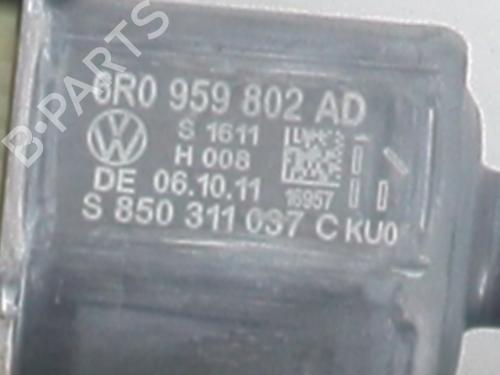 6R0 959 802 AD
S 1611
H 008
DE 06.10.11
16957
S 850 311 037 C KU0
B-PARTS